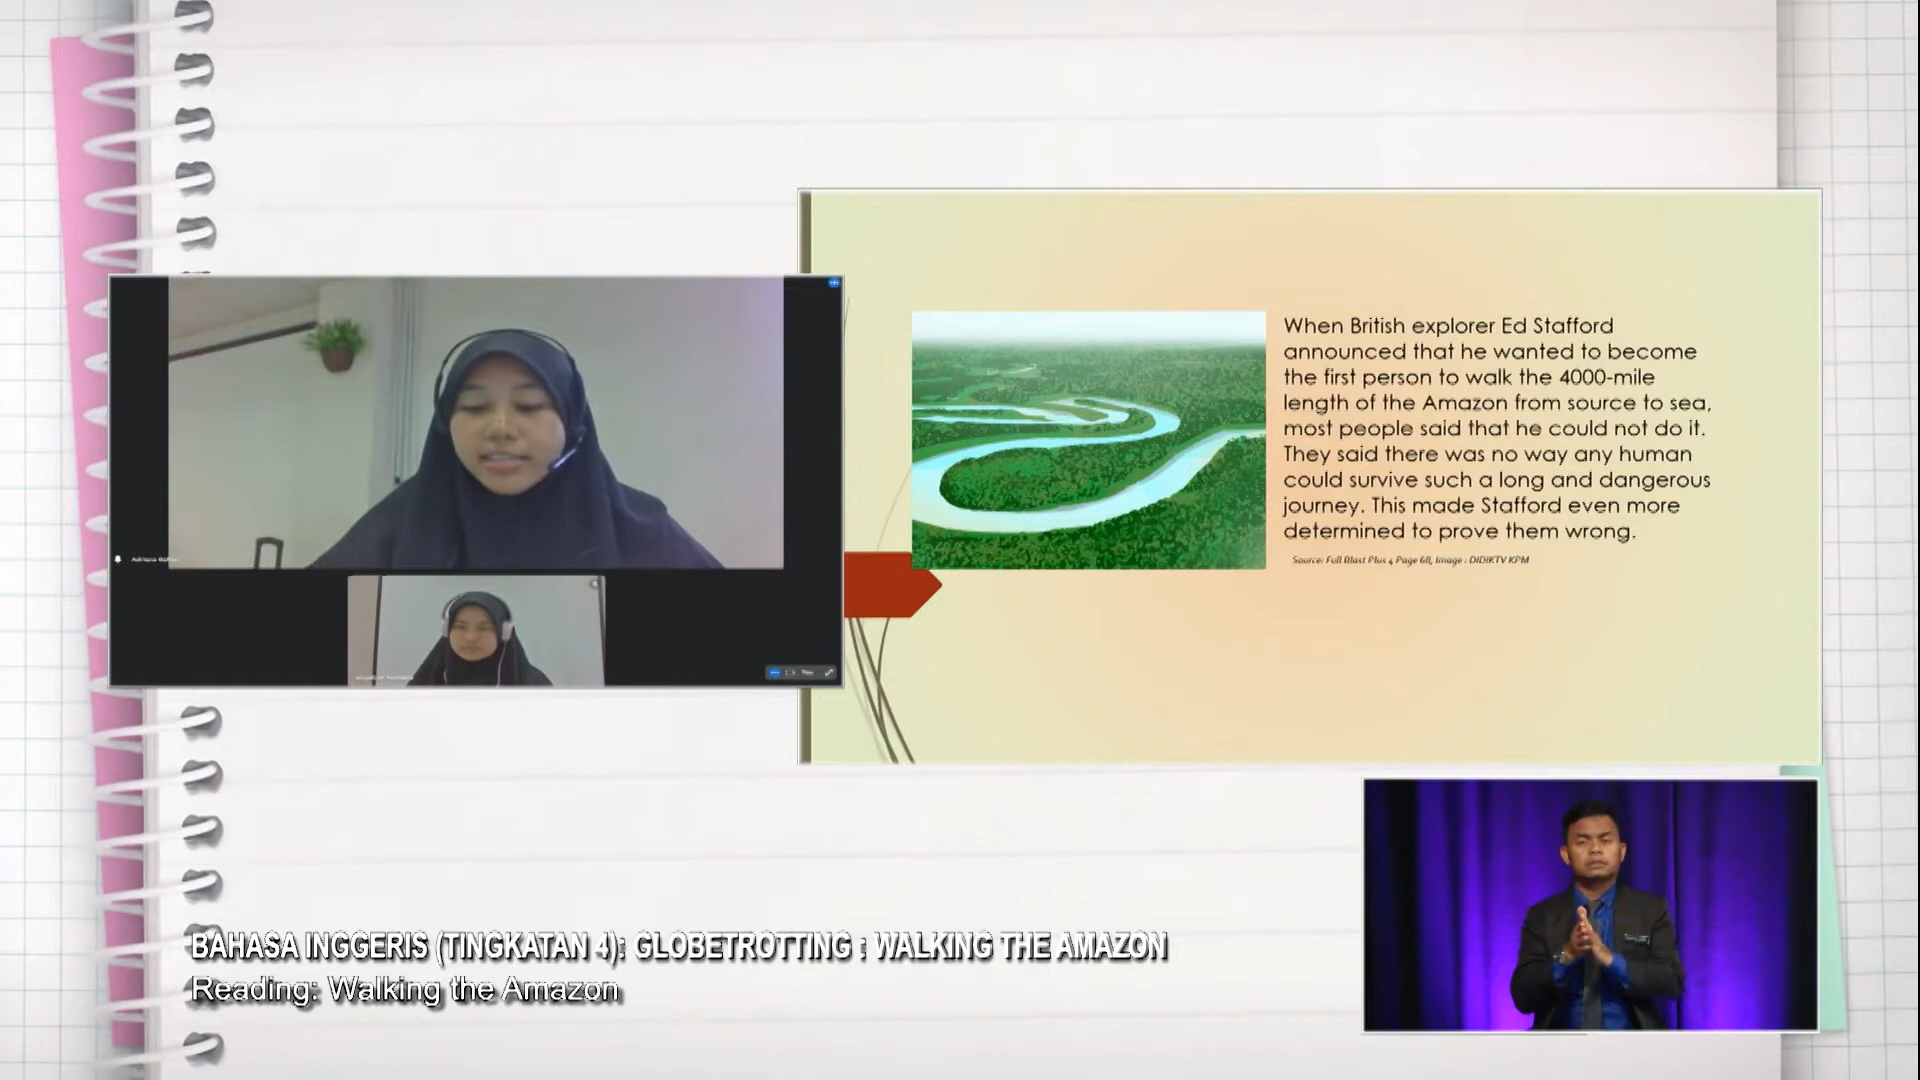 When British explorer Ed Stafford
announced that he wanted to become
the first person to walk the 4000-mile
length of the Amazon from source to sea,
most people said that he could not do it.
They said there was no way any human
could survive such a long and dangerous
journey. This made Stafford even more
determined to prove them wrong.
Source: Full Blast Plus 4 Page 68, Image : DIDIKTV KPM
BAHASA INGGERIS (TINGKATAN 4): GLOBETROTTING : WALKING THE AMAZON
Reading: Walking the Amazon